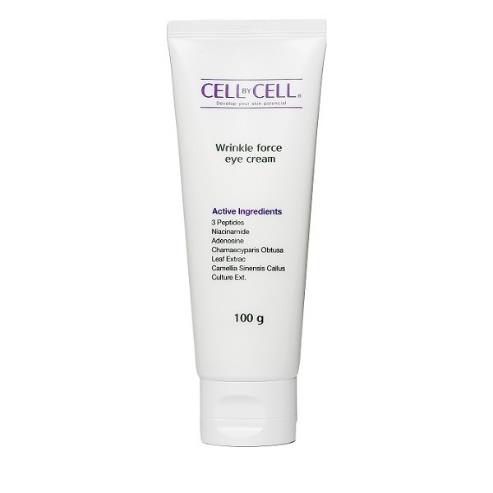 CELL BY CELL®
Develop your skin potential
Wrinkle force
eye cream
Active Ingredients
3 Peptides
Niacinamide
Adenosine
Chamaecyparis Obtusa
Leaf Extrac
Camellia Sinensis Callus
Culture Ext.
100 g